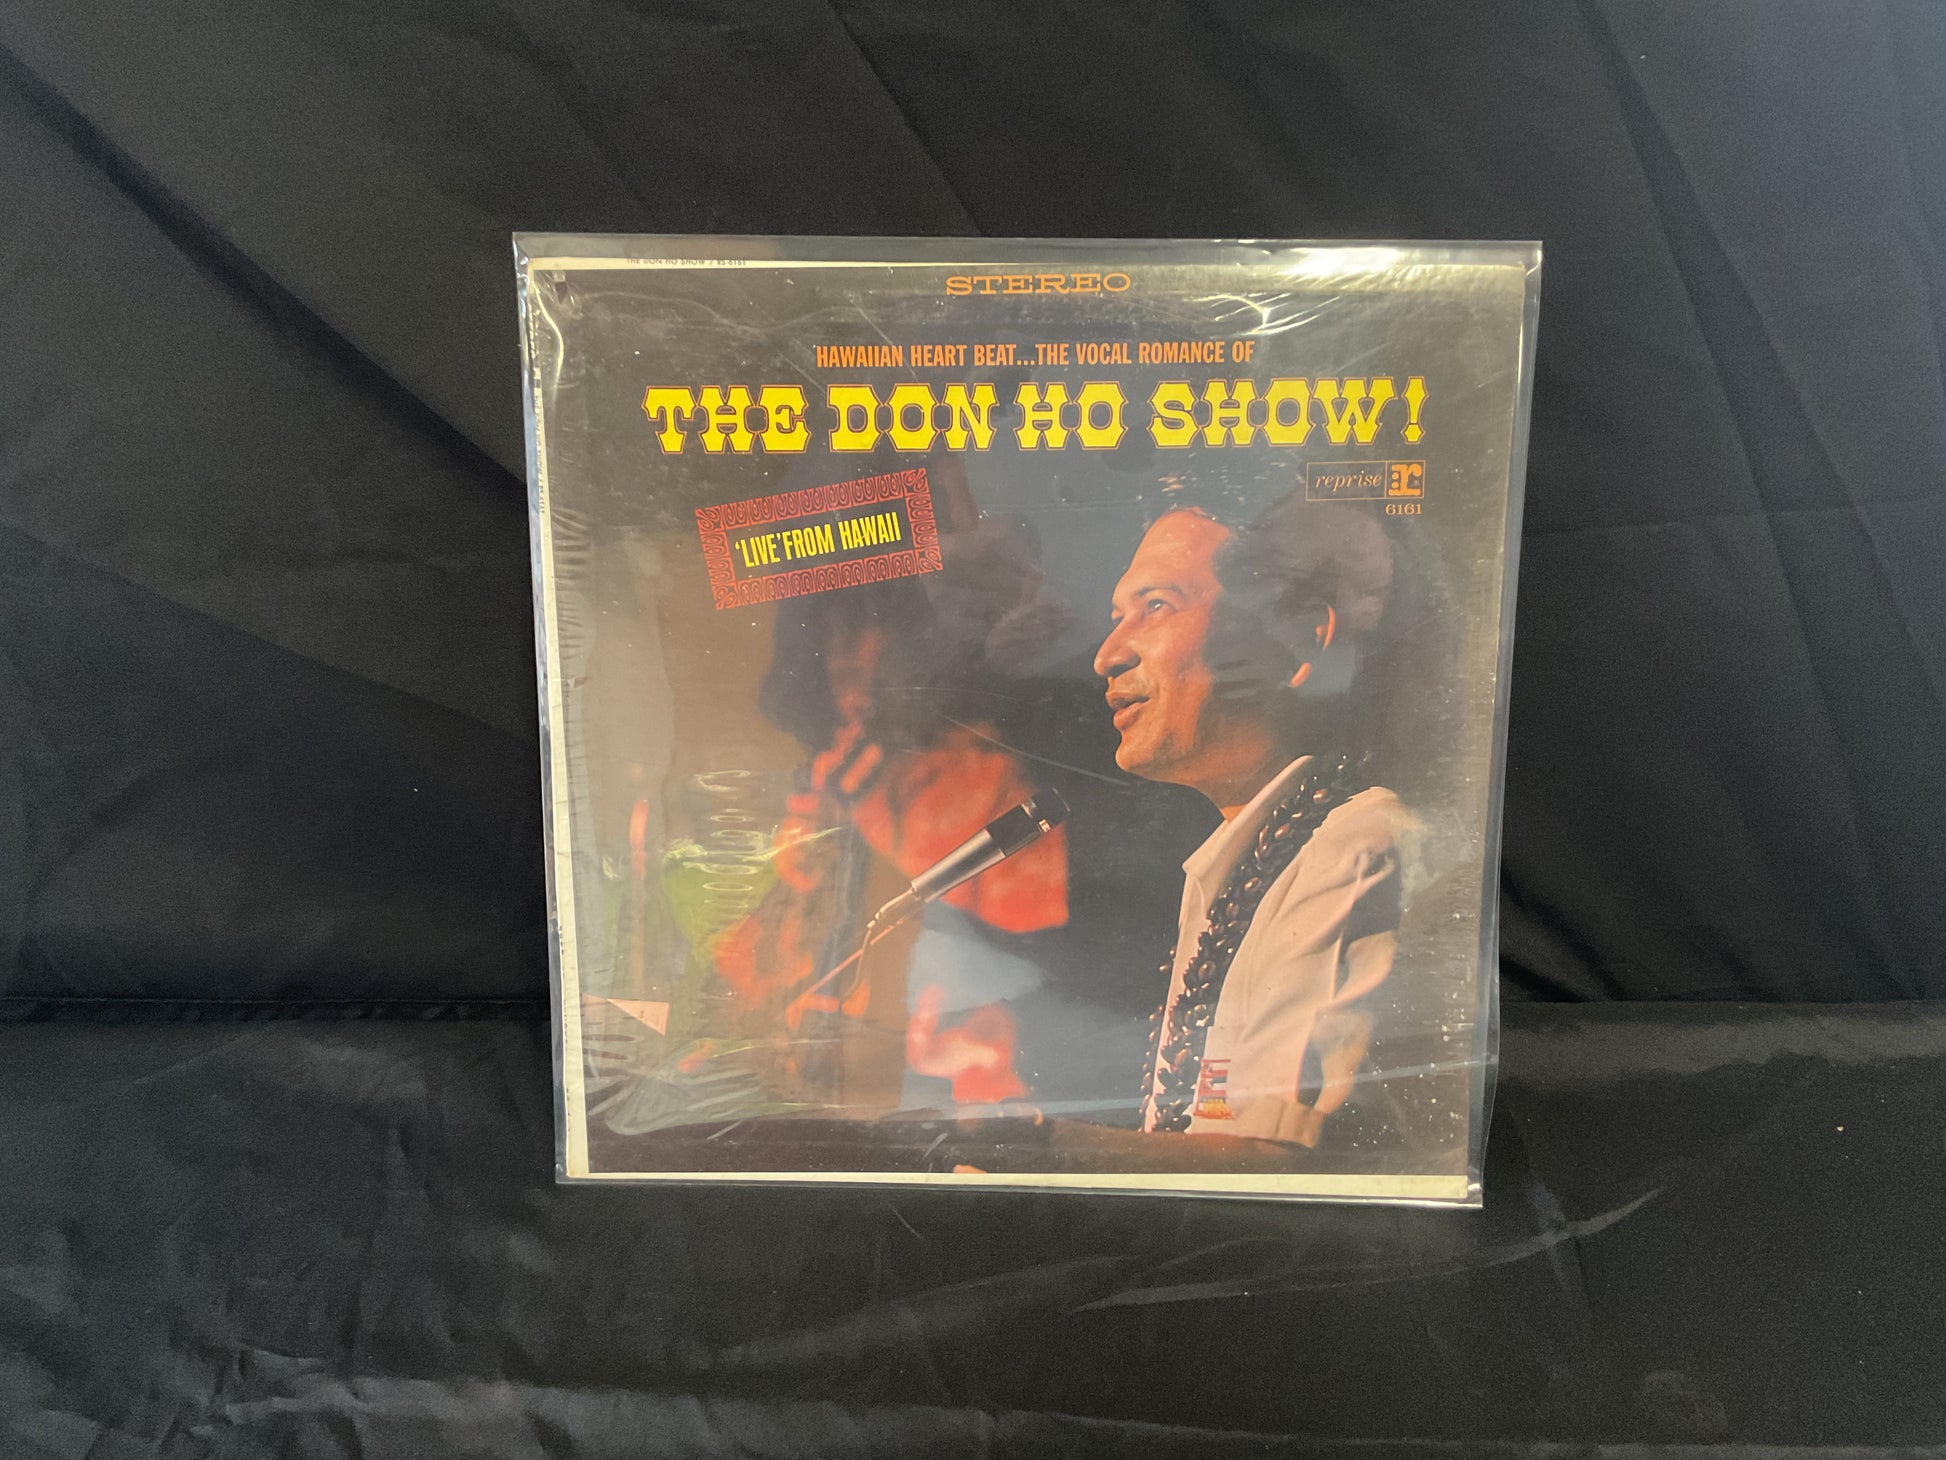 THE DON HO SHOW / RS-6161
STEREO
HAWAIIAN HEART BEAT...THE VOCAL ROMANCE OF
THE DON HO SHOW!
reprise r
6161
'LIVE' FROM HAWAII